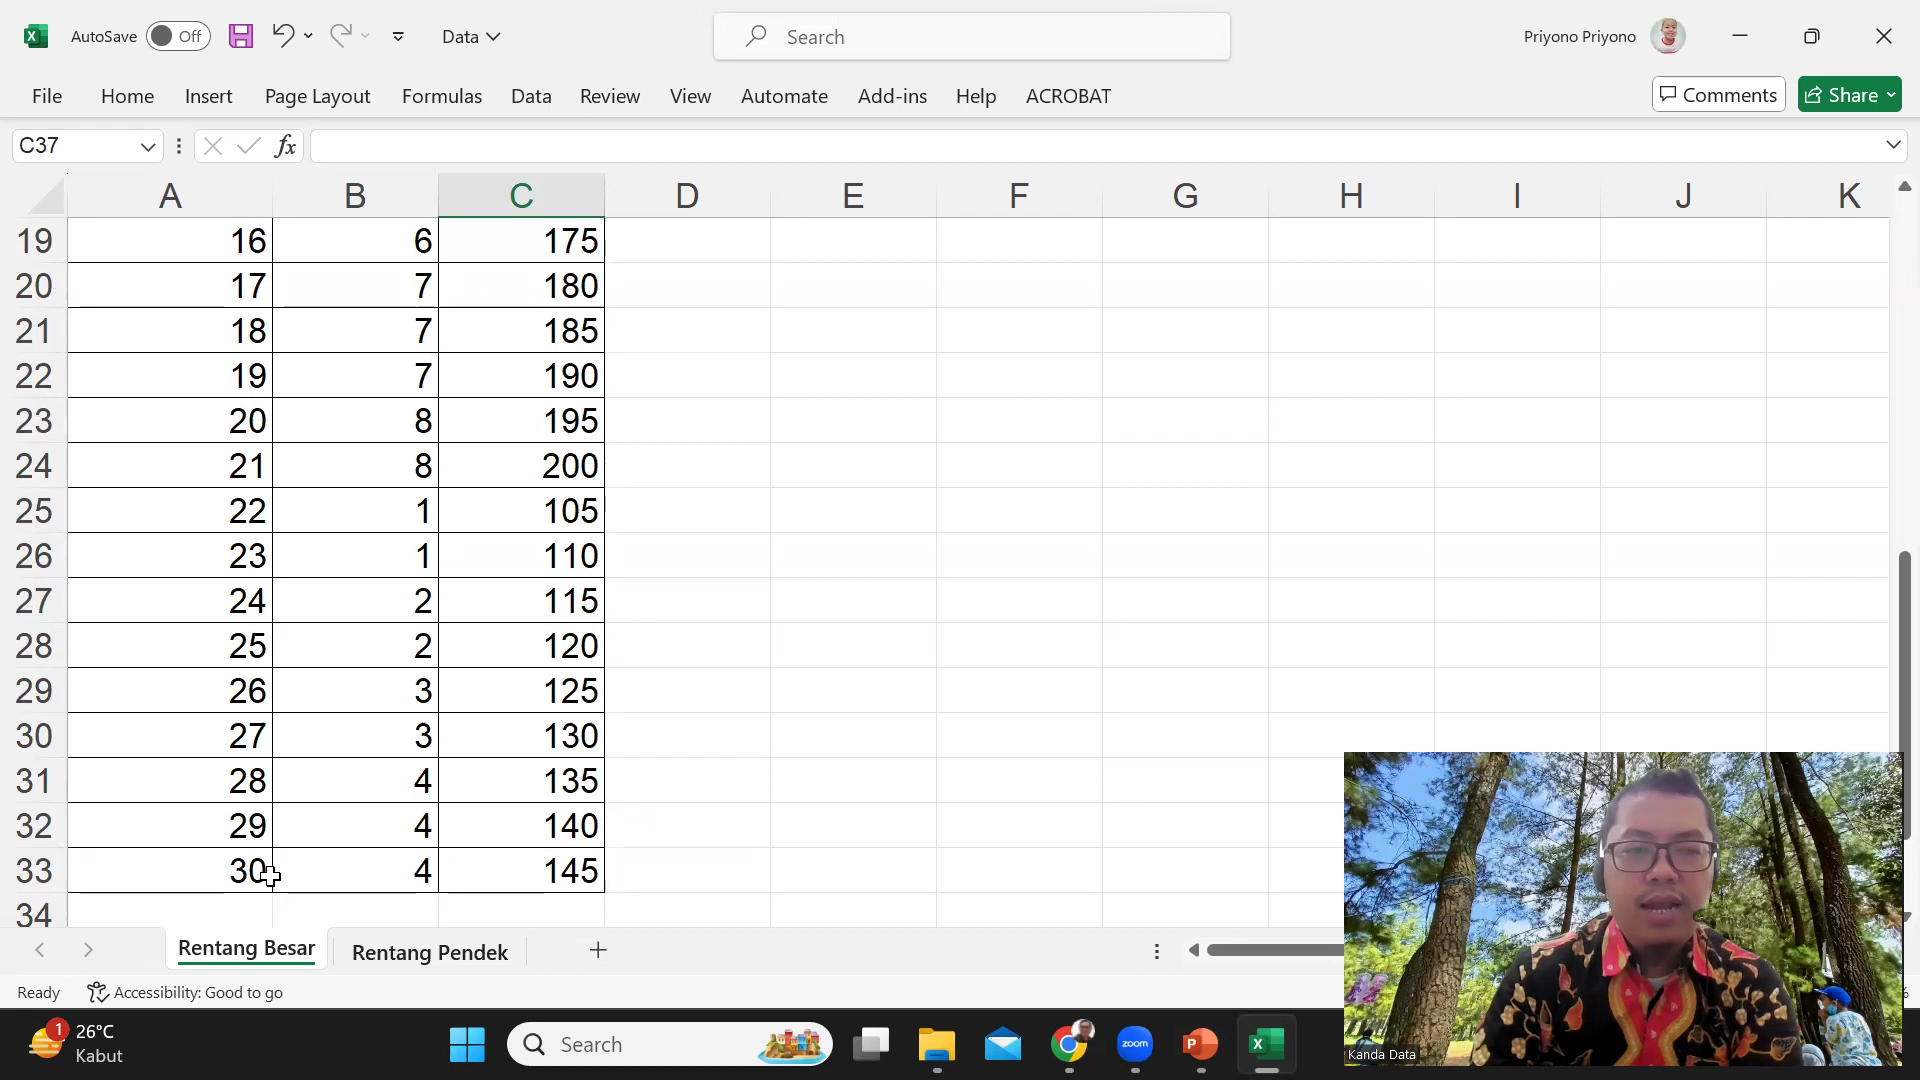 AutoSave Off Data Search Priyono Priyono
File Home Insert Page Layout Formulas Data Review View Automate Add-ins Help ACROBAT Comments Share
C37 fx
A B C D E F G H I J K
19 16 6 175
20 17 7 180
21 18 7 185
22 19 7 190
23 20 8 195
24 21 8 200
25 22 1 105
26 23 1 110
27 24 2 115
28 25 2 120
29 26 3 125
30 27 3 130
31 28 4 135
32 29 4 140
33 30 4 145
34
Rentang Besar Rentang Pendek
Ready Accessibility: Good to go
Kanda Data
1 26°C
Kabut
Search
zoom